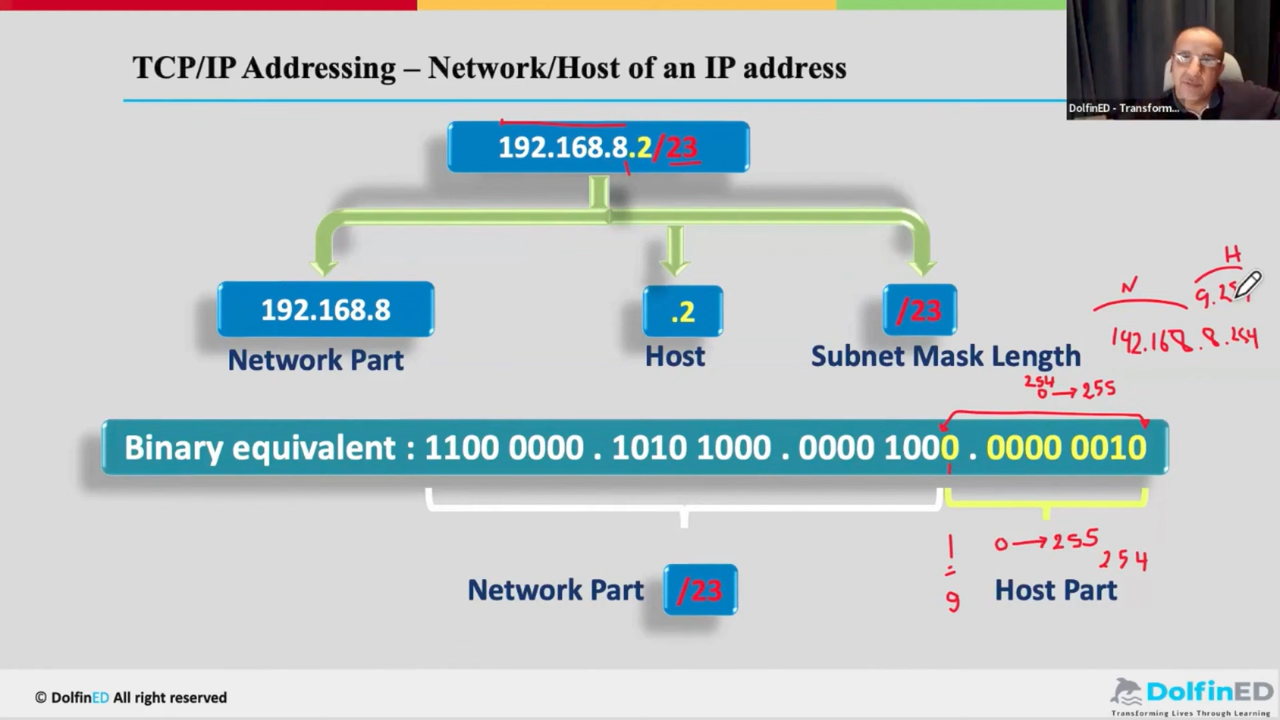 TCP/IP Addressing – Network/Host of an IP address
DolfinED - Transform...
192.168.8.2/23
192.168.8
.2
/23
Network Part
Host
Subnet Mask Length
N
H
192.168.8.254
254
0 → 255
Binary equivalent : 1100 0000 . 1010 1000 . 0000 1000 . 0000 0010
1
0 → 255
254
9
Network Part /23
Host Part
© DolfinED All right reserved
DolfinED
Transforming Lives Through Learning